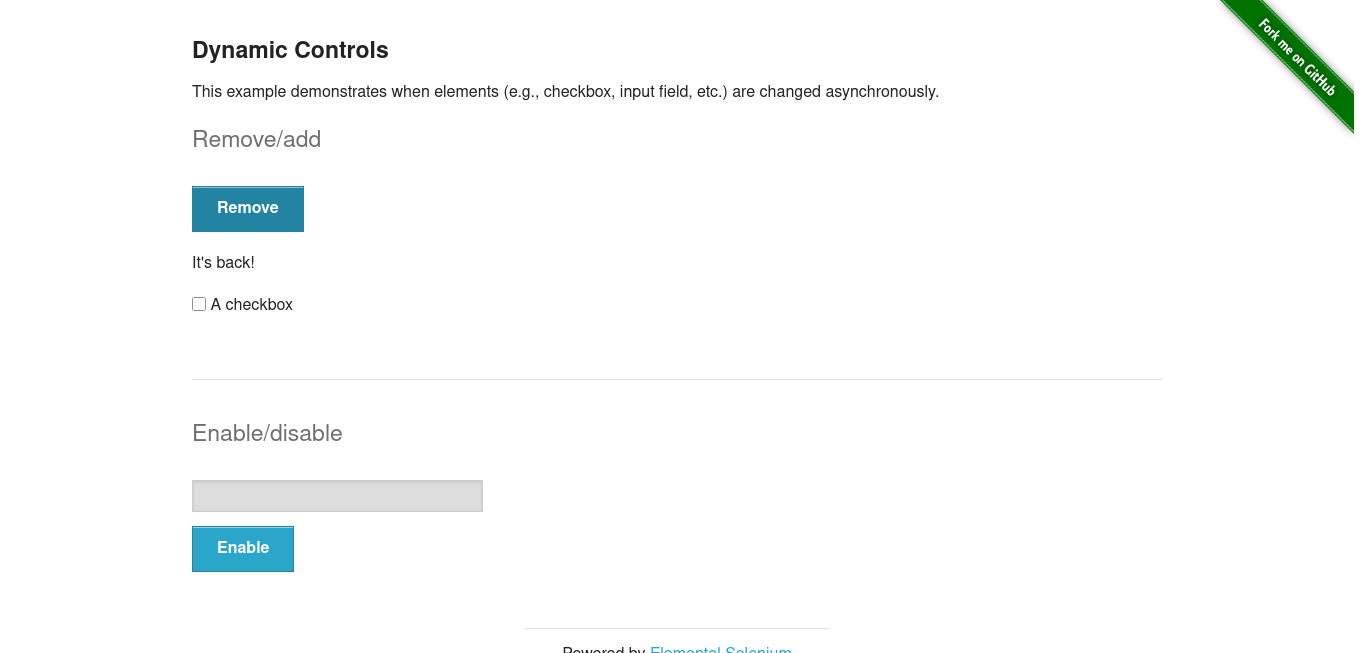 Fork me on GitHub
Dynamic Controls
This example demonstrates when elements (e.g., checkbox, input field, etc.) are changed asynchronously.
Remove/add
Remove
It's back!
A checkbox
Enable/disable
Enable
Powered by Elemental Selenium